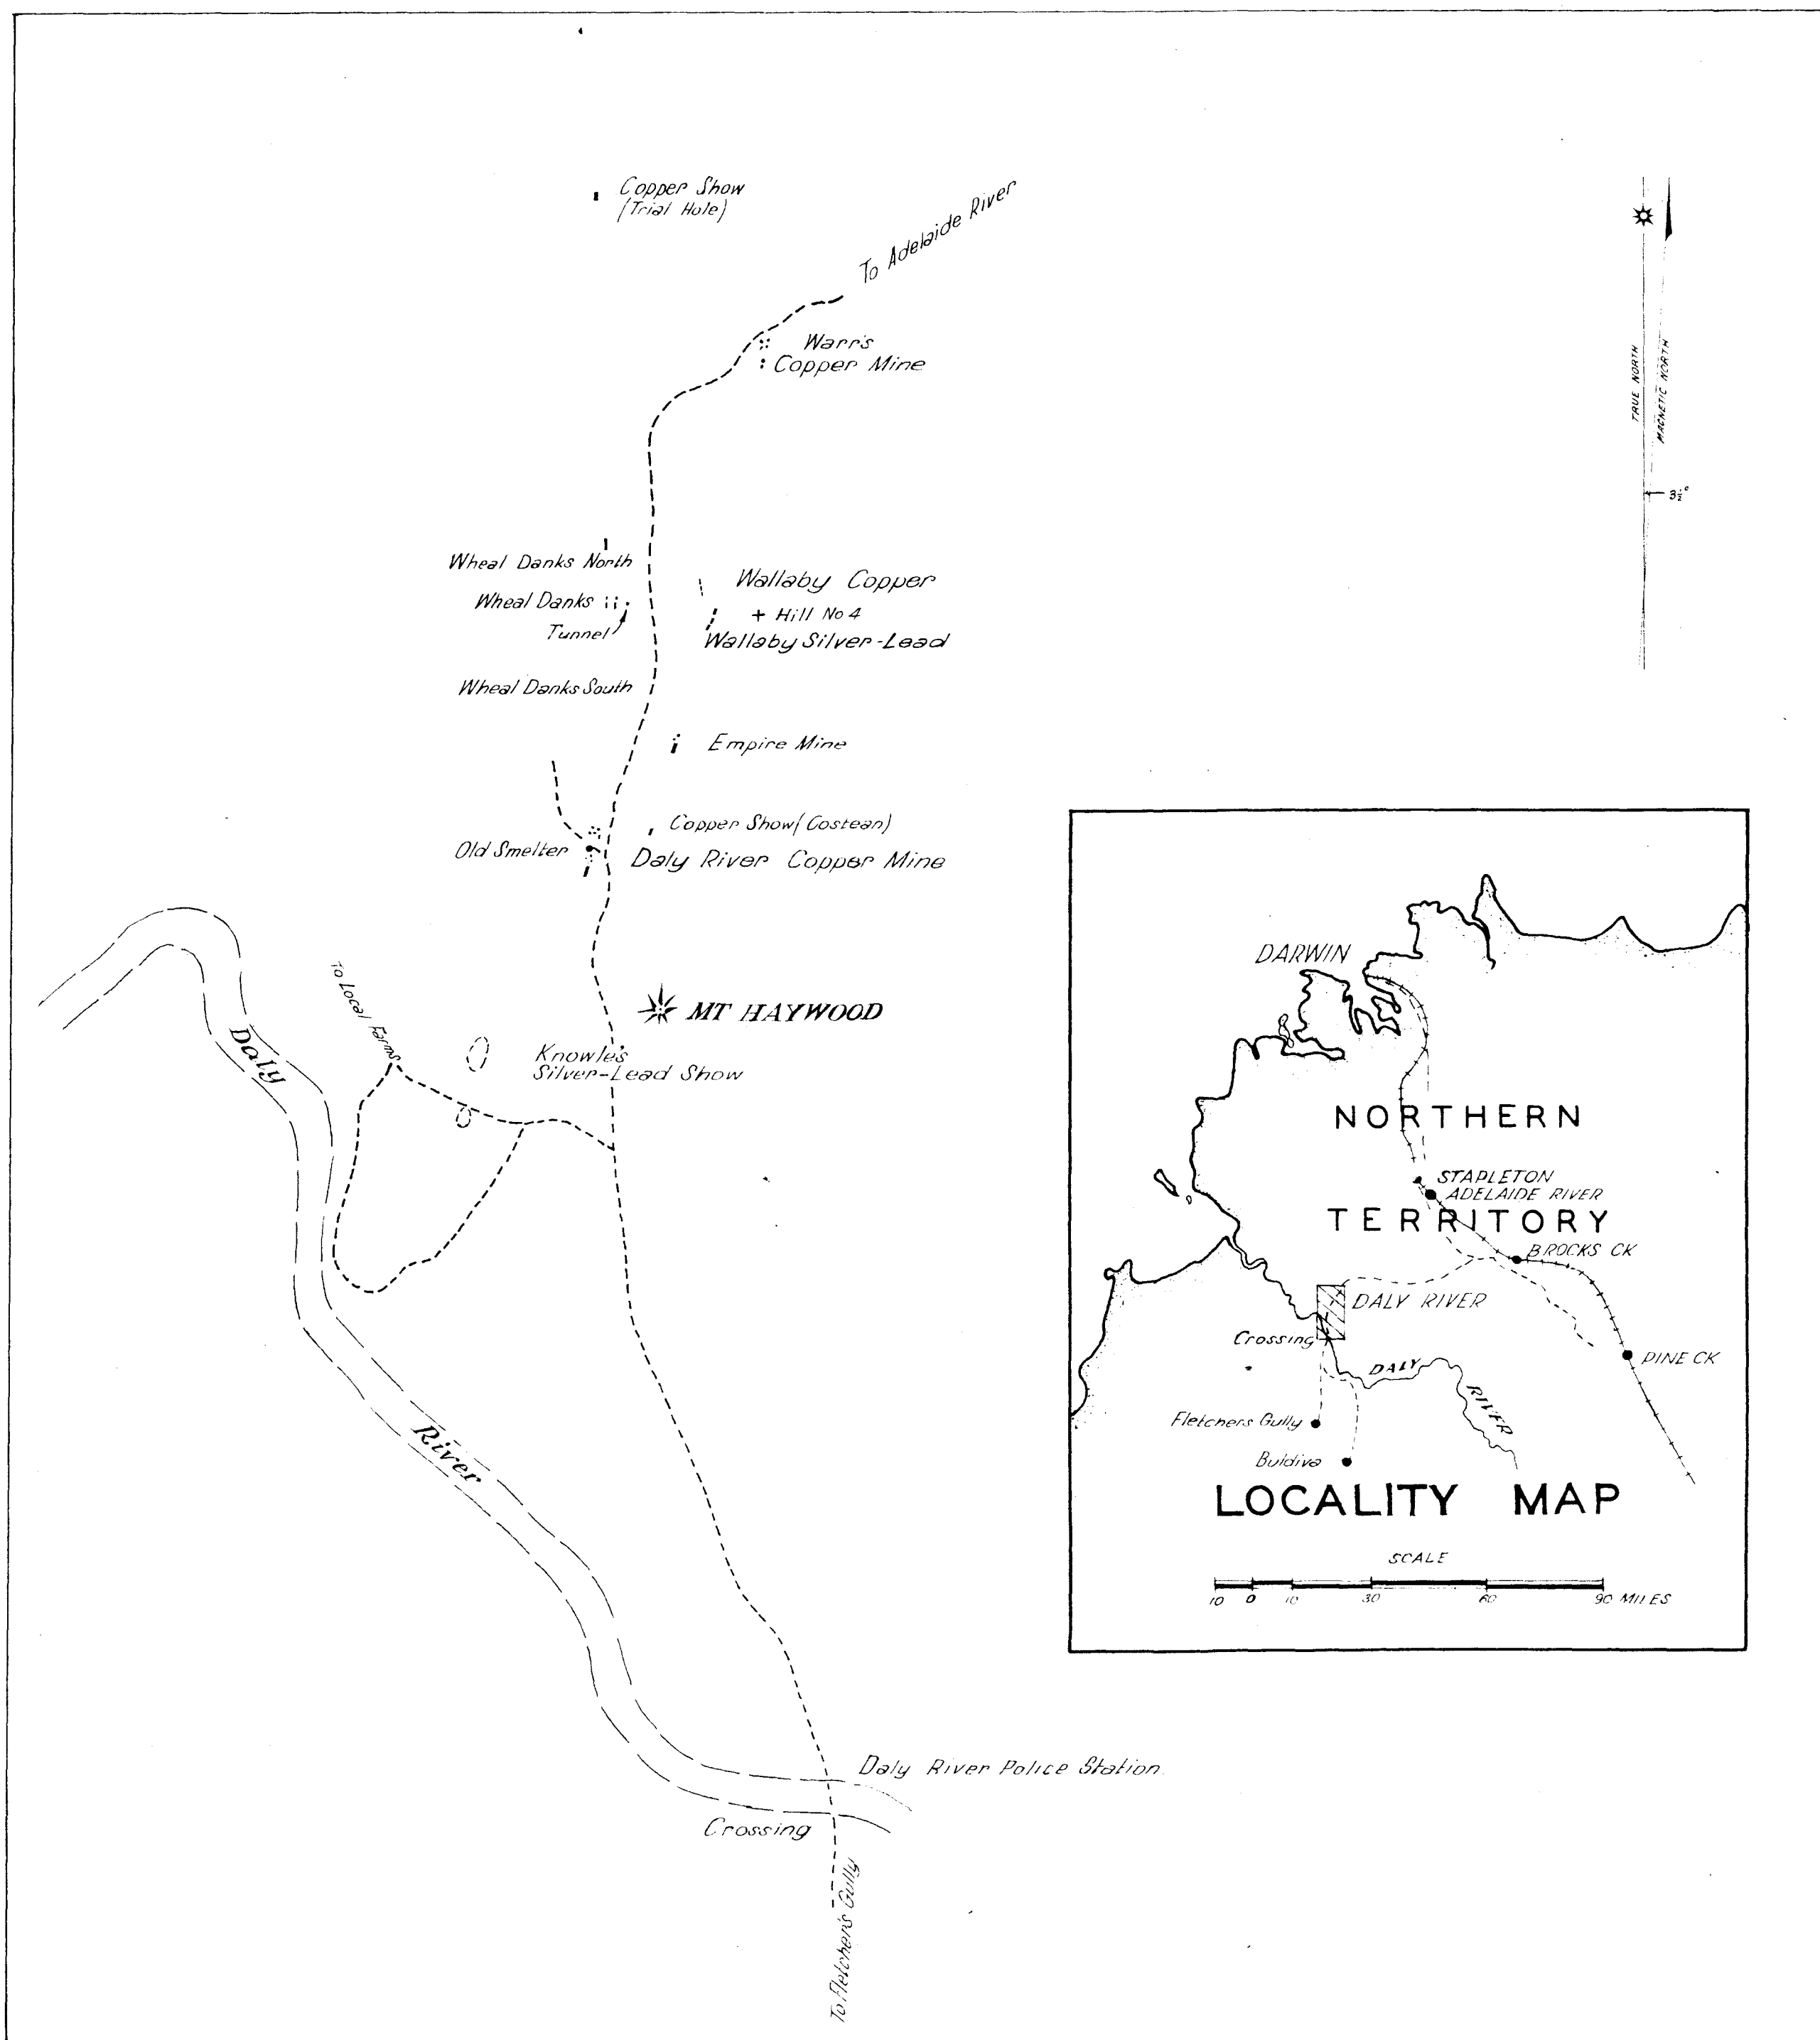 Copper Show
(Trial Hole)
To Adelaide River
Warr's
Copper Mine
TRUE NORTH
MAGNETIC NORTH
3½°
Wheal Danks North
Wheal Danks
Tunnel
Wallaby Copper
+ Hill No 4
Wallaby Silver-Lead
Wheal Danks South
Empire Mine
Copper Show (Costean)
Old Smelter
Daly River Copper Mine
To Local Farms
MT HAYWOOD
Knowle's
Silver-Lead Show
Daly
River
Daly River Police Station
Crossing
To Fletcher's Gully
DARWIN
NORTHERN
STAPLETON
ADELAIDE RIVER
TERRITORY
BROCKS CK
DALY RIVER
Crossing
PINE CK
DALY
RIVER
Fletchers Gully
Buldiva
LOCALITY MAP
SCALE
10 0 10 30 60 90 MILES